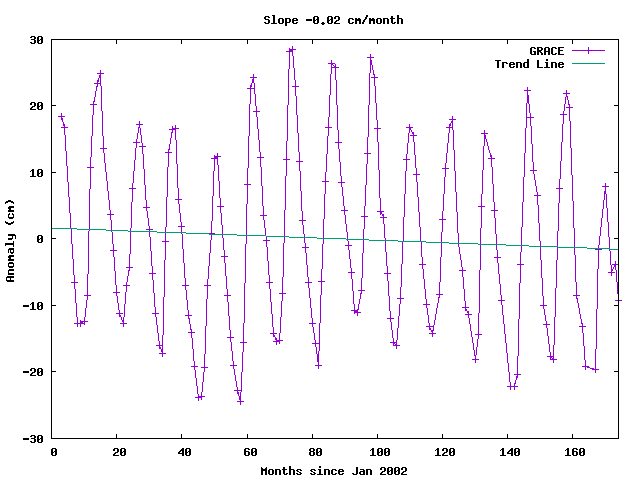 Slope -0.02 cm/month
GRACE
Trend Line
Anomaly (cm)
30
20
10
0
-10
-20
-30
0 20 40 60 80 100 120 140 160
Months since Jan 2002